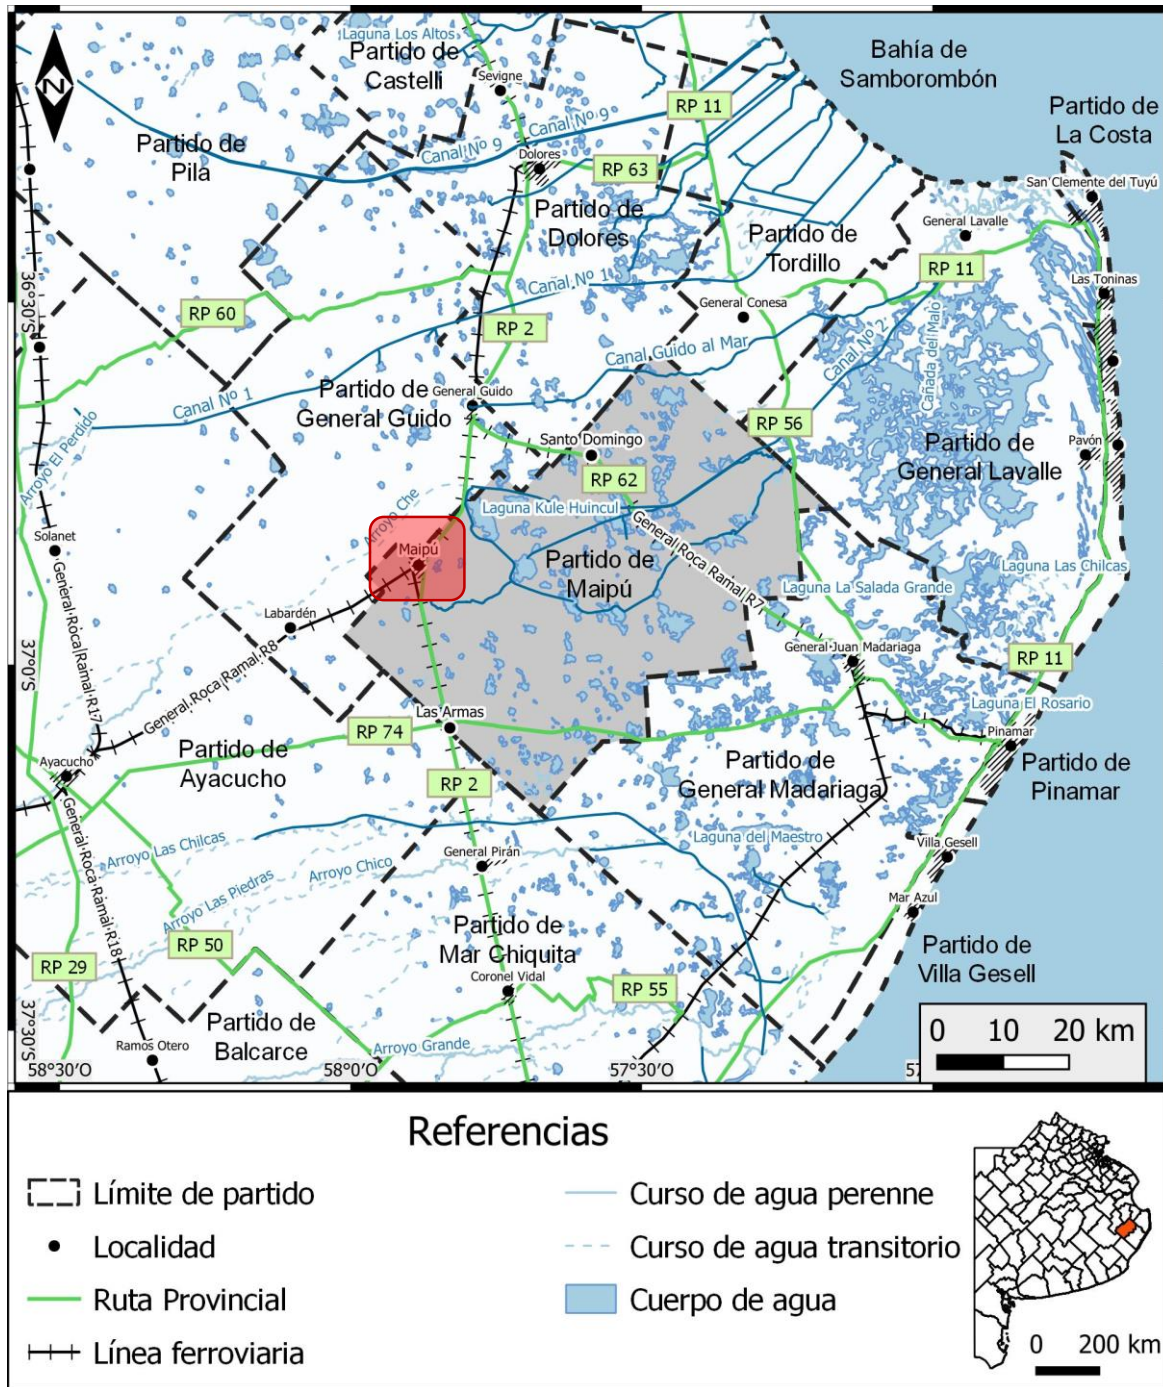 Laguna Los Altos
Partido de
Castelli
Sevigne
Bahía de
Samborombón
RP 11
Partido de
La Costa
Canal Nº 9
Canal Nº 9
Partido de
Pila
Dolores
RP 63
San Clemente del Tuyú
Partido de
Dolores
General Lavalle
Partido de
Tordillo
RP 11
Las Toninas
Canal Nº 1
36°30'S
RP 60
General Conesa
RP 2
Canal Guido al Mar
Canal Nº 2
Cañada del Malo
Canal Nº 1
Partido de
General Guido
General Guido
Arroyo El Perdido
Santo Domingo
RP 56
Partido de
General Lavalle
Pavón
RP 62
Arroyo Che
Laguna Kule Huincul
Solanet
Maipú
General Roca Ramal R7
Partido de
Maipú
Laguna Las Chilcas
Laguna La Salada Grande
Labardén
General Roca Ramal R17
General Roca Ramal R8
General Juan Madariaga
RP 11
37°0'S
Laguna El Rosario
Las Armas
RP 74
Pinamar
Partido de
Ayacucho
Ayacucho
Partido de
General Madariaga
Partido de
Pinamar
RP 2
General Roca Ramal R18
Arroyo Las Chilcas
Laguna del Maestro
Villa Gesell
General Pirán
Arroyo Chico
Arroyo Las Piedras
Mar Azul
Partido de
Mar Chiquita
RP 50
Partido de
Villa Gesell
RP 29
Coronel Vidal
RP 55
37°30'S
Partido de
Balcarce
Ramos Otero
Arroyo Grande
0 10 20 km
58°30'O
58°0'O
57°30'O
Referencias
Límite de partido
Localidad
Ruta Provincial
Línea ferroviaria
Curso de agua perenne
Curso de agua transitorio
Cuerpo de agua
0 200 km